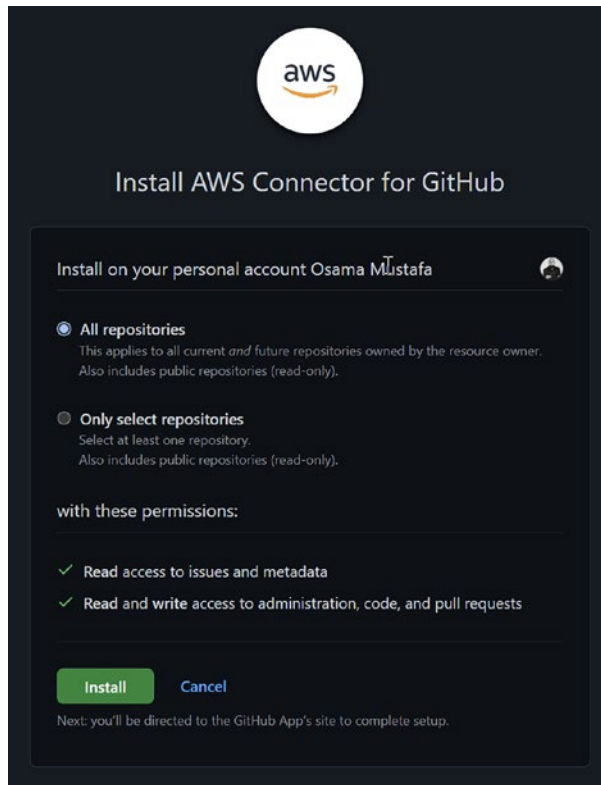 aws
Install AWS Connector for GitHub
Install on your personal account Osama Mustafa
All repositories
This applies to all current and future repositories owned by the resource owner.
Also includes public repositories (read-only).
Only select repositories
Select at least one repository.
Also includes public repositories (read-only).
with these permissions:
Read access to issues and metadata
Read and write access to administration, code, and pull requests
Install Cancel
Next: you'll be directed to the GitHub App's site to complete setup.